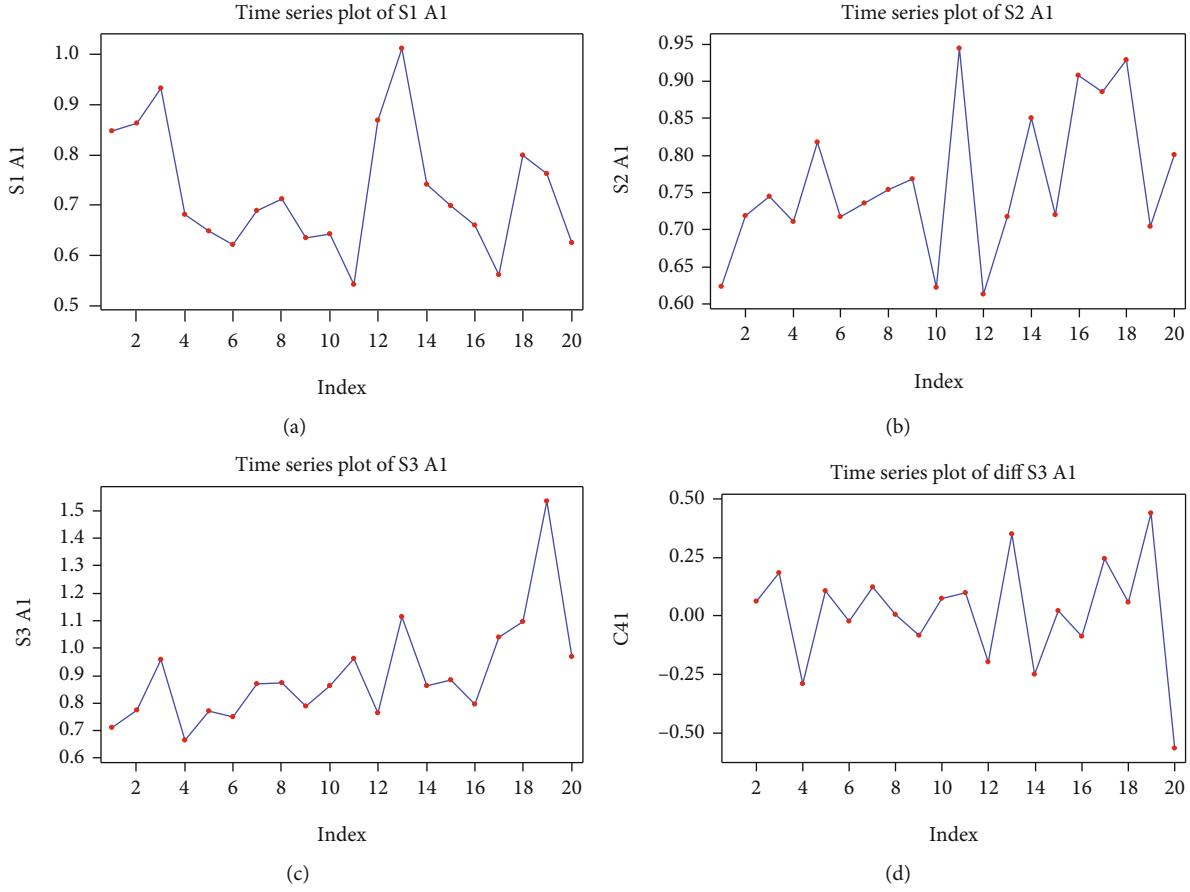 Time series plot of S1 A1
S1 A1
1.0
0.9
0.8
0.7
0.6
0.5
2 4 6 8 10 12 14 16 18 20
Index
(a)
Time series plot of S2 A1
S2 A1
0.95
0.90
0.85
0.80
0.75
0.70
0.65
0.60
2 4 6 8 10 12 14 16 18 20
Index
(b)
Time series plot of S3 A1
S3 A1
1.5
1.4
1.3
1.2
1.1
1.0
0.9
0.8
0.7
0.6
2 4 6 8 10 12 14 16 18 20
Index
(c)
Time series plot of diff S3 A1
C41
0.50
0.25
0.00
−0.25
−0.50
2 4 6 8 10 12 14 16 18 20
Index
(d)